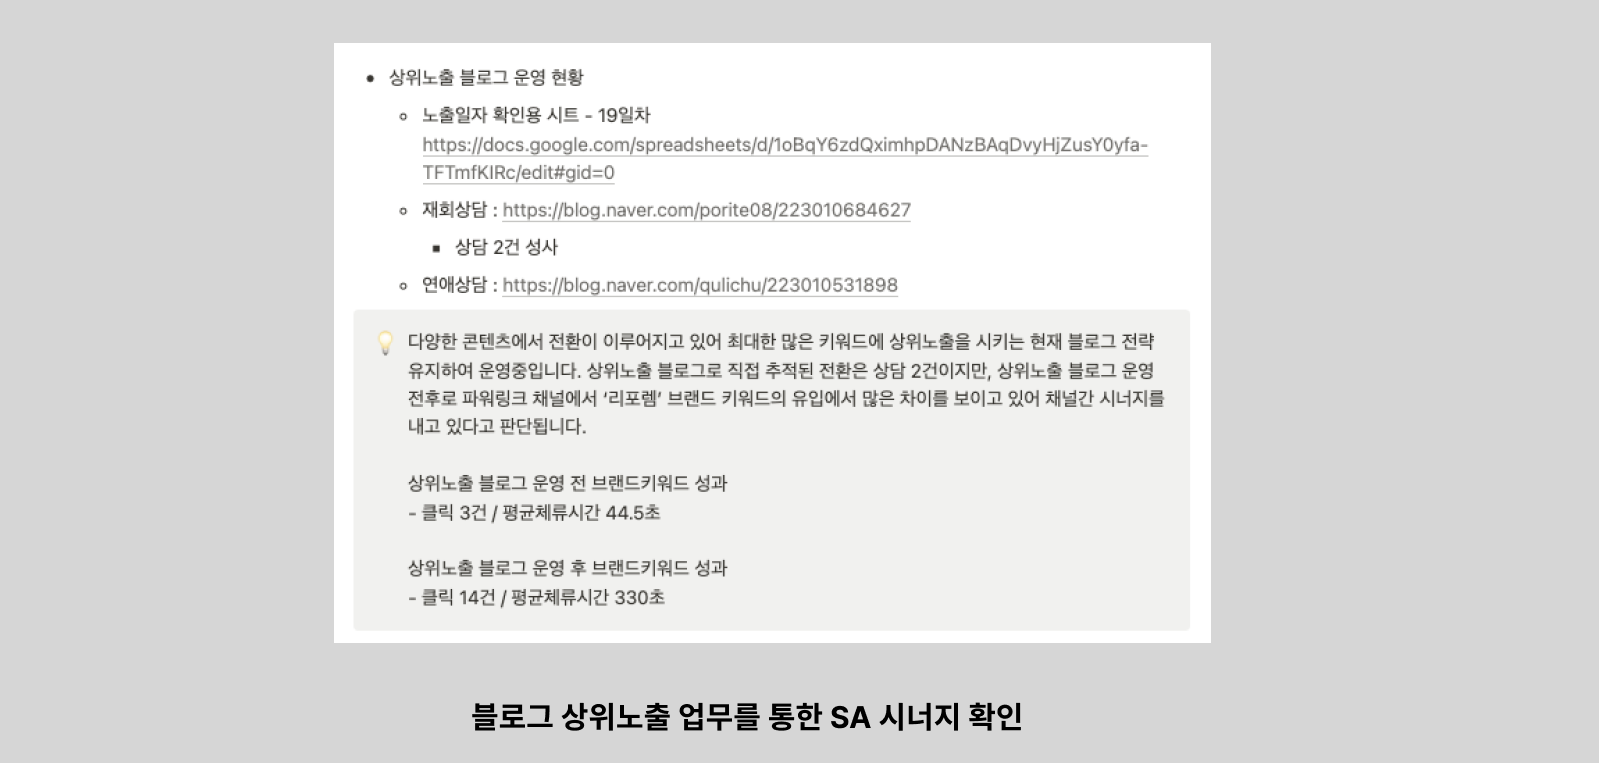 • 상위노출 블로그 운영 현황
◦ 노출일자 확인용 시트 - 19일차
https://docs.google.com/spreadsheets/d/1oBqY6zdQximhpDANzBAqDvyHjZusY0yfa-
TFTmfKIRc/edit#gid=0
◦ 재회상담 : https://blog.naver.com/porite08/223010684627
▪ 상담 2건 성사
◦ 연애상담 : https://blog.naver.com/qulichu/223010531898
💡 다양한 콘텐츠에서 전환이 이루어지고 있어 최대한 많은 키워드에 상위노출을 시키는 현재 블로그 전략
유지하여 운영중입니다. 상위노출 블로그로 직접 추적된 전환은 상담 2건이지만, 상위노출 블로그 운영
전후로 파워링크 채널에서 ‘리포렘’ 브랜드 키워드의 유입에서 많은 차이를 보이고 있어 채널간 시너지를
내고 있다고 판단됩니다.
상위노출 블로그 운영 전 브랜드키워드 성과
- 클릭 3건 / 평균체류시간 44.5초
상위노출 블로그 운영 후 브랜드키워드 성과
- 클릭 14건 / 평균체류시간 330초
블로그 상위노출 업무를 통한 SA 시너지 확인